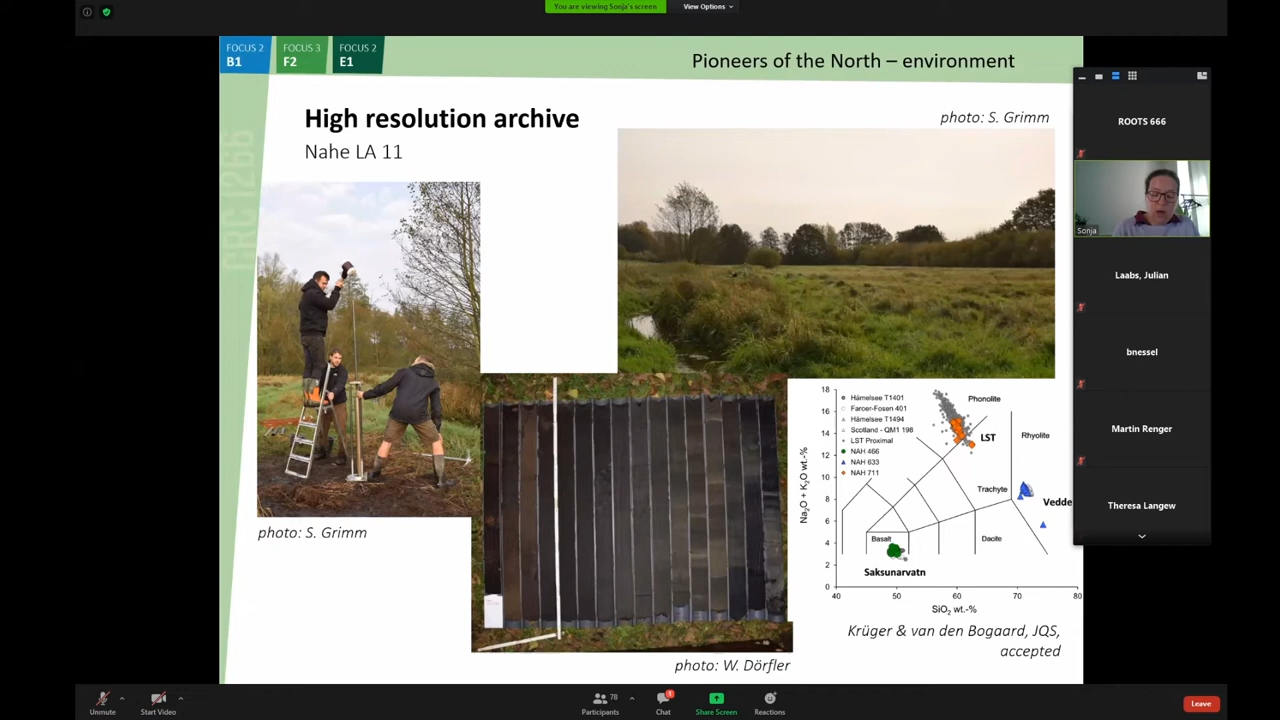 You are viewing Sonja's screen
View Options
FOCUS 2
B1
FOCUS 3
F2
FOCUS 2
E1
Pioneers of the North – environment
High resolution archive
Nahe LA 11
photo: S. Grimm
photo: S. Grimm
photo: W. Dörfler
18
16
14
12
10
8
6
4
2
0
40
50
60
70
80
Na₂O + K₂O wt.-%
SiO₂ wt.-%
Hämelsee T1401
Farcer-Fosen 401
Hämelsee T1494
Scotland - QM1 198
LST Proximal
NAH 466
NAH 633
NAH 711
Phonolite
LST
Rhyolite
Trachyte
Vedde
Basalt
Dacite
Saksunarvatn
Krüger & van den Bogaard, JQS,
accepted
ROOTS 666
Sonja
Laabs, Julian
bnessel
Martin Renger
Theresa Langew
Unmute
Start Video
Participants
78
Chat
1
Share Screen
Reactions
Leave